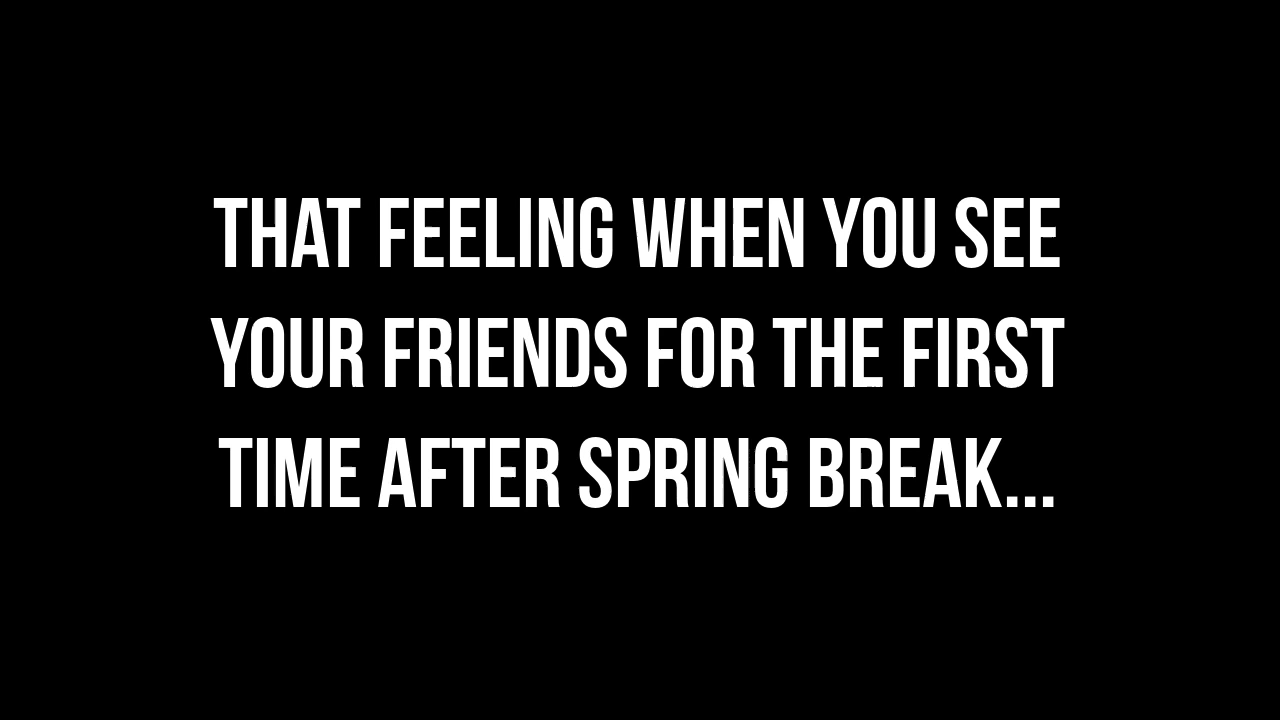 THAT FEELING WHEN YOU SEE
YOUR FRIENDS FOR THE FIRST
TIME AFTER SPRING BREAK...